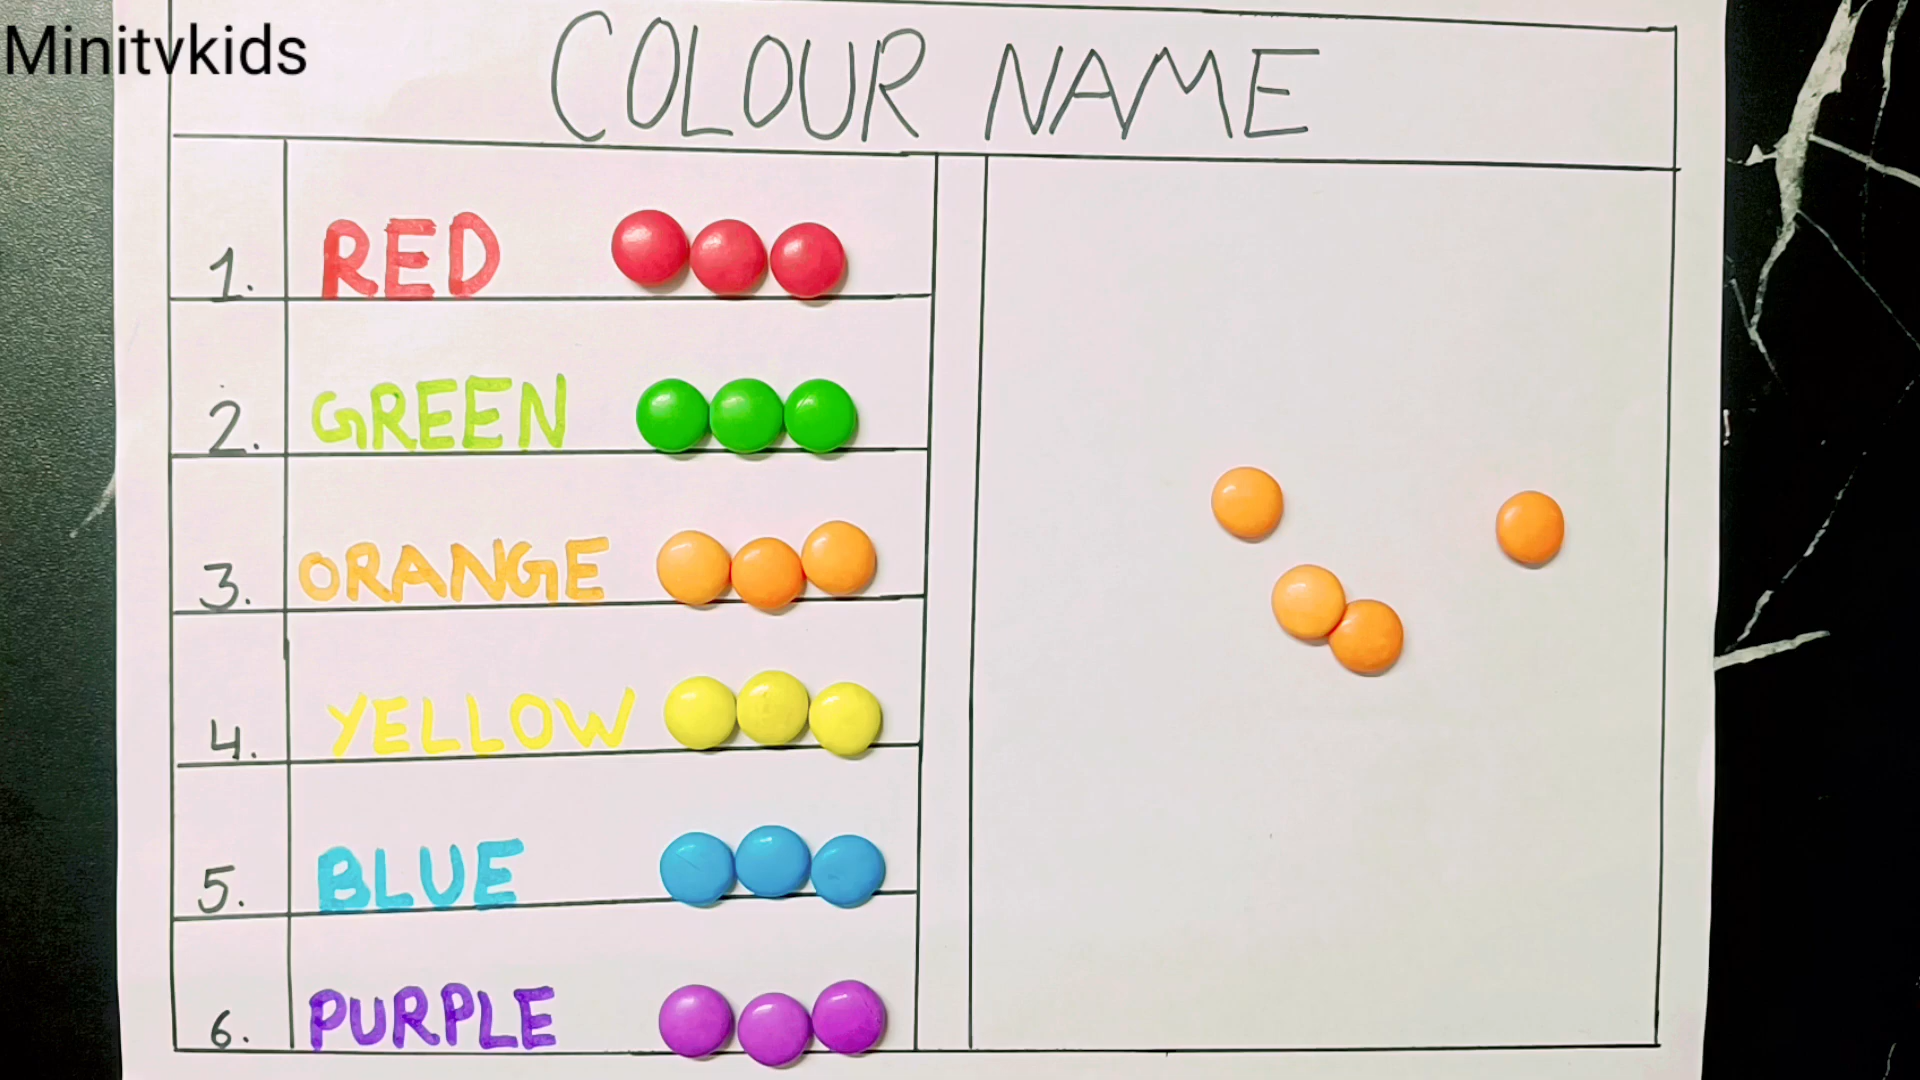 Minitvkids
COLOUR NAME
1. RED
2. GREEN
3. ORANGE
4. YELLOW
5. BLUE
6. PURPLE